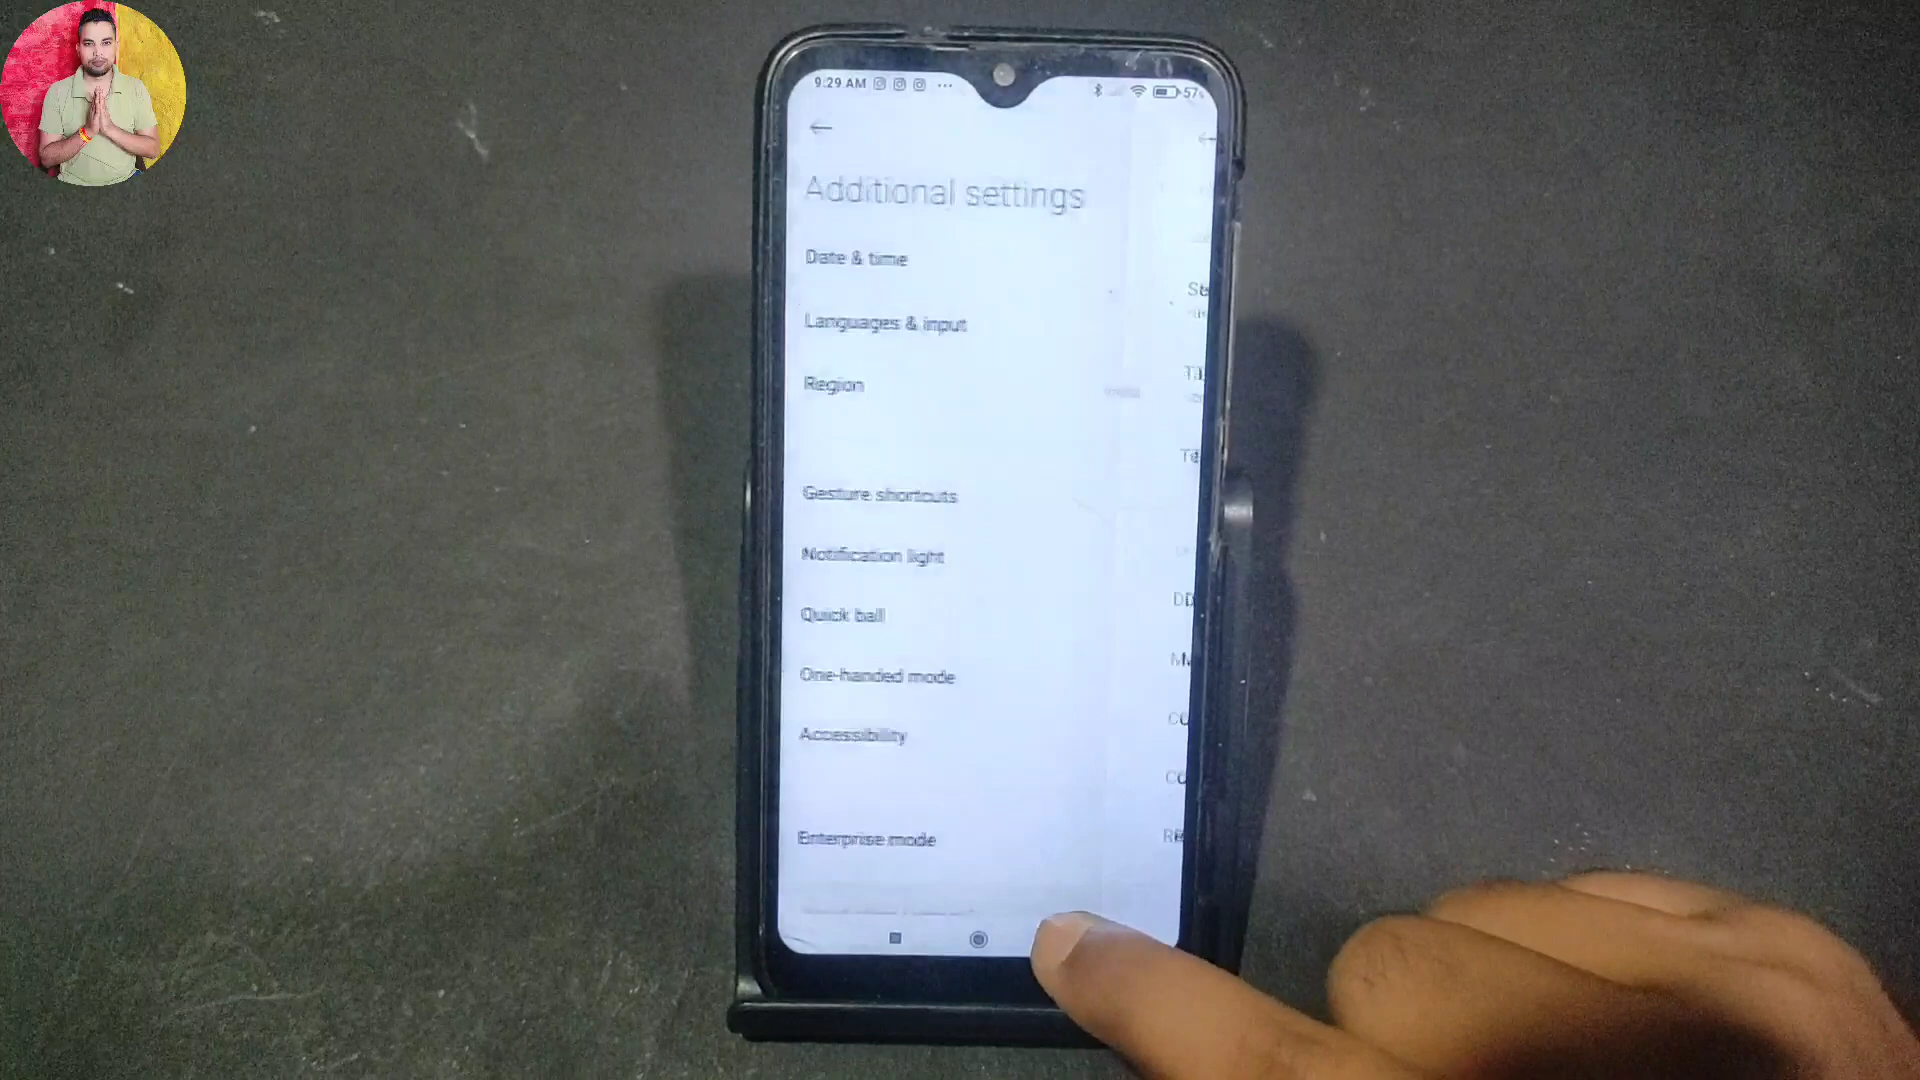 9:29 AM
57
Additional settings
Date & time
Languages & input
Region
Gesture shortcuts
Notification light
Quick ball
One-handed mode
Accessibility
Enterprise mode